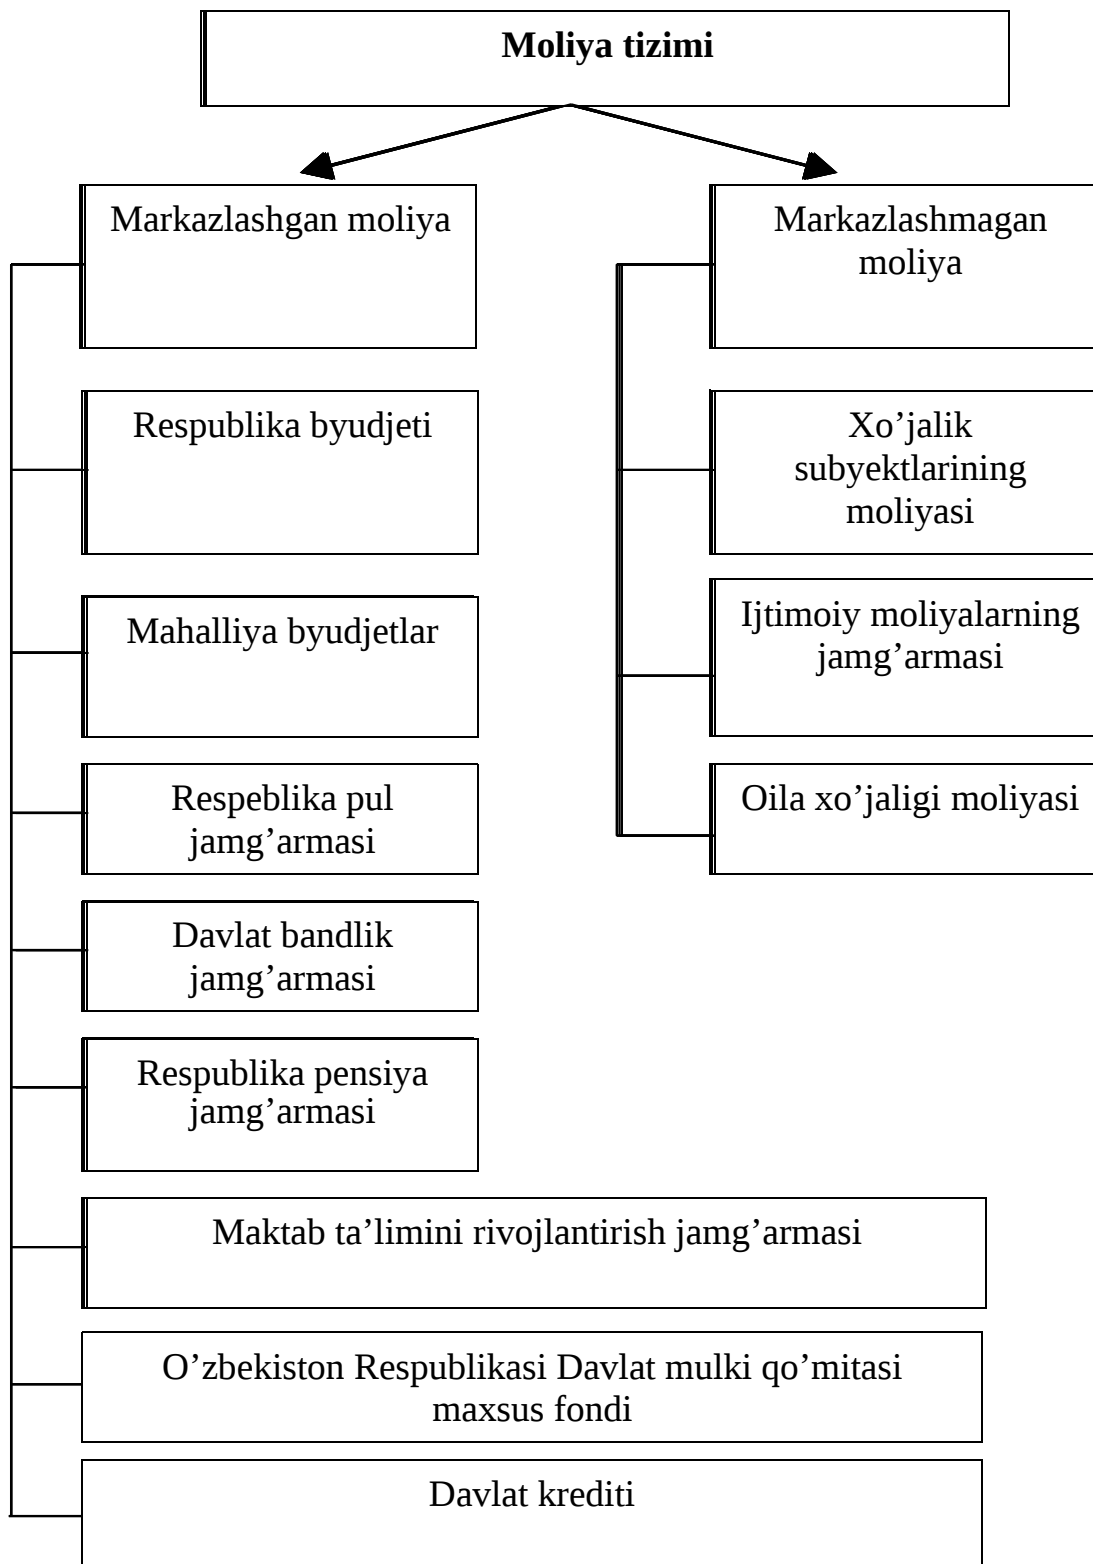 Moliya tizimi
Markazlashgan moliya
Markazlashmagan
moliya
Respublika byudjeti
Xo’jalik
subyektlarining
moliyasi
Mahalliya byudjetlar
Ijtimoiy moliyalarning
jamg’armasi
Respeblika pul
jamg’armasi
Oila xo’jaligi moliyasi
Davlat bandlik
jamg’armasi
Respublika pensiya
jamg’armasi
Maktab ta’limini rivojlantirish jamg’armasi
O’zbekiston Respublikasi Davlat mulki qo’mitasi
maxsus fondi
Davlat krediti